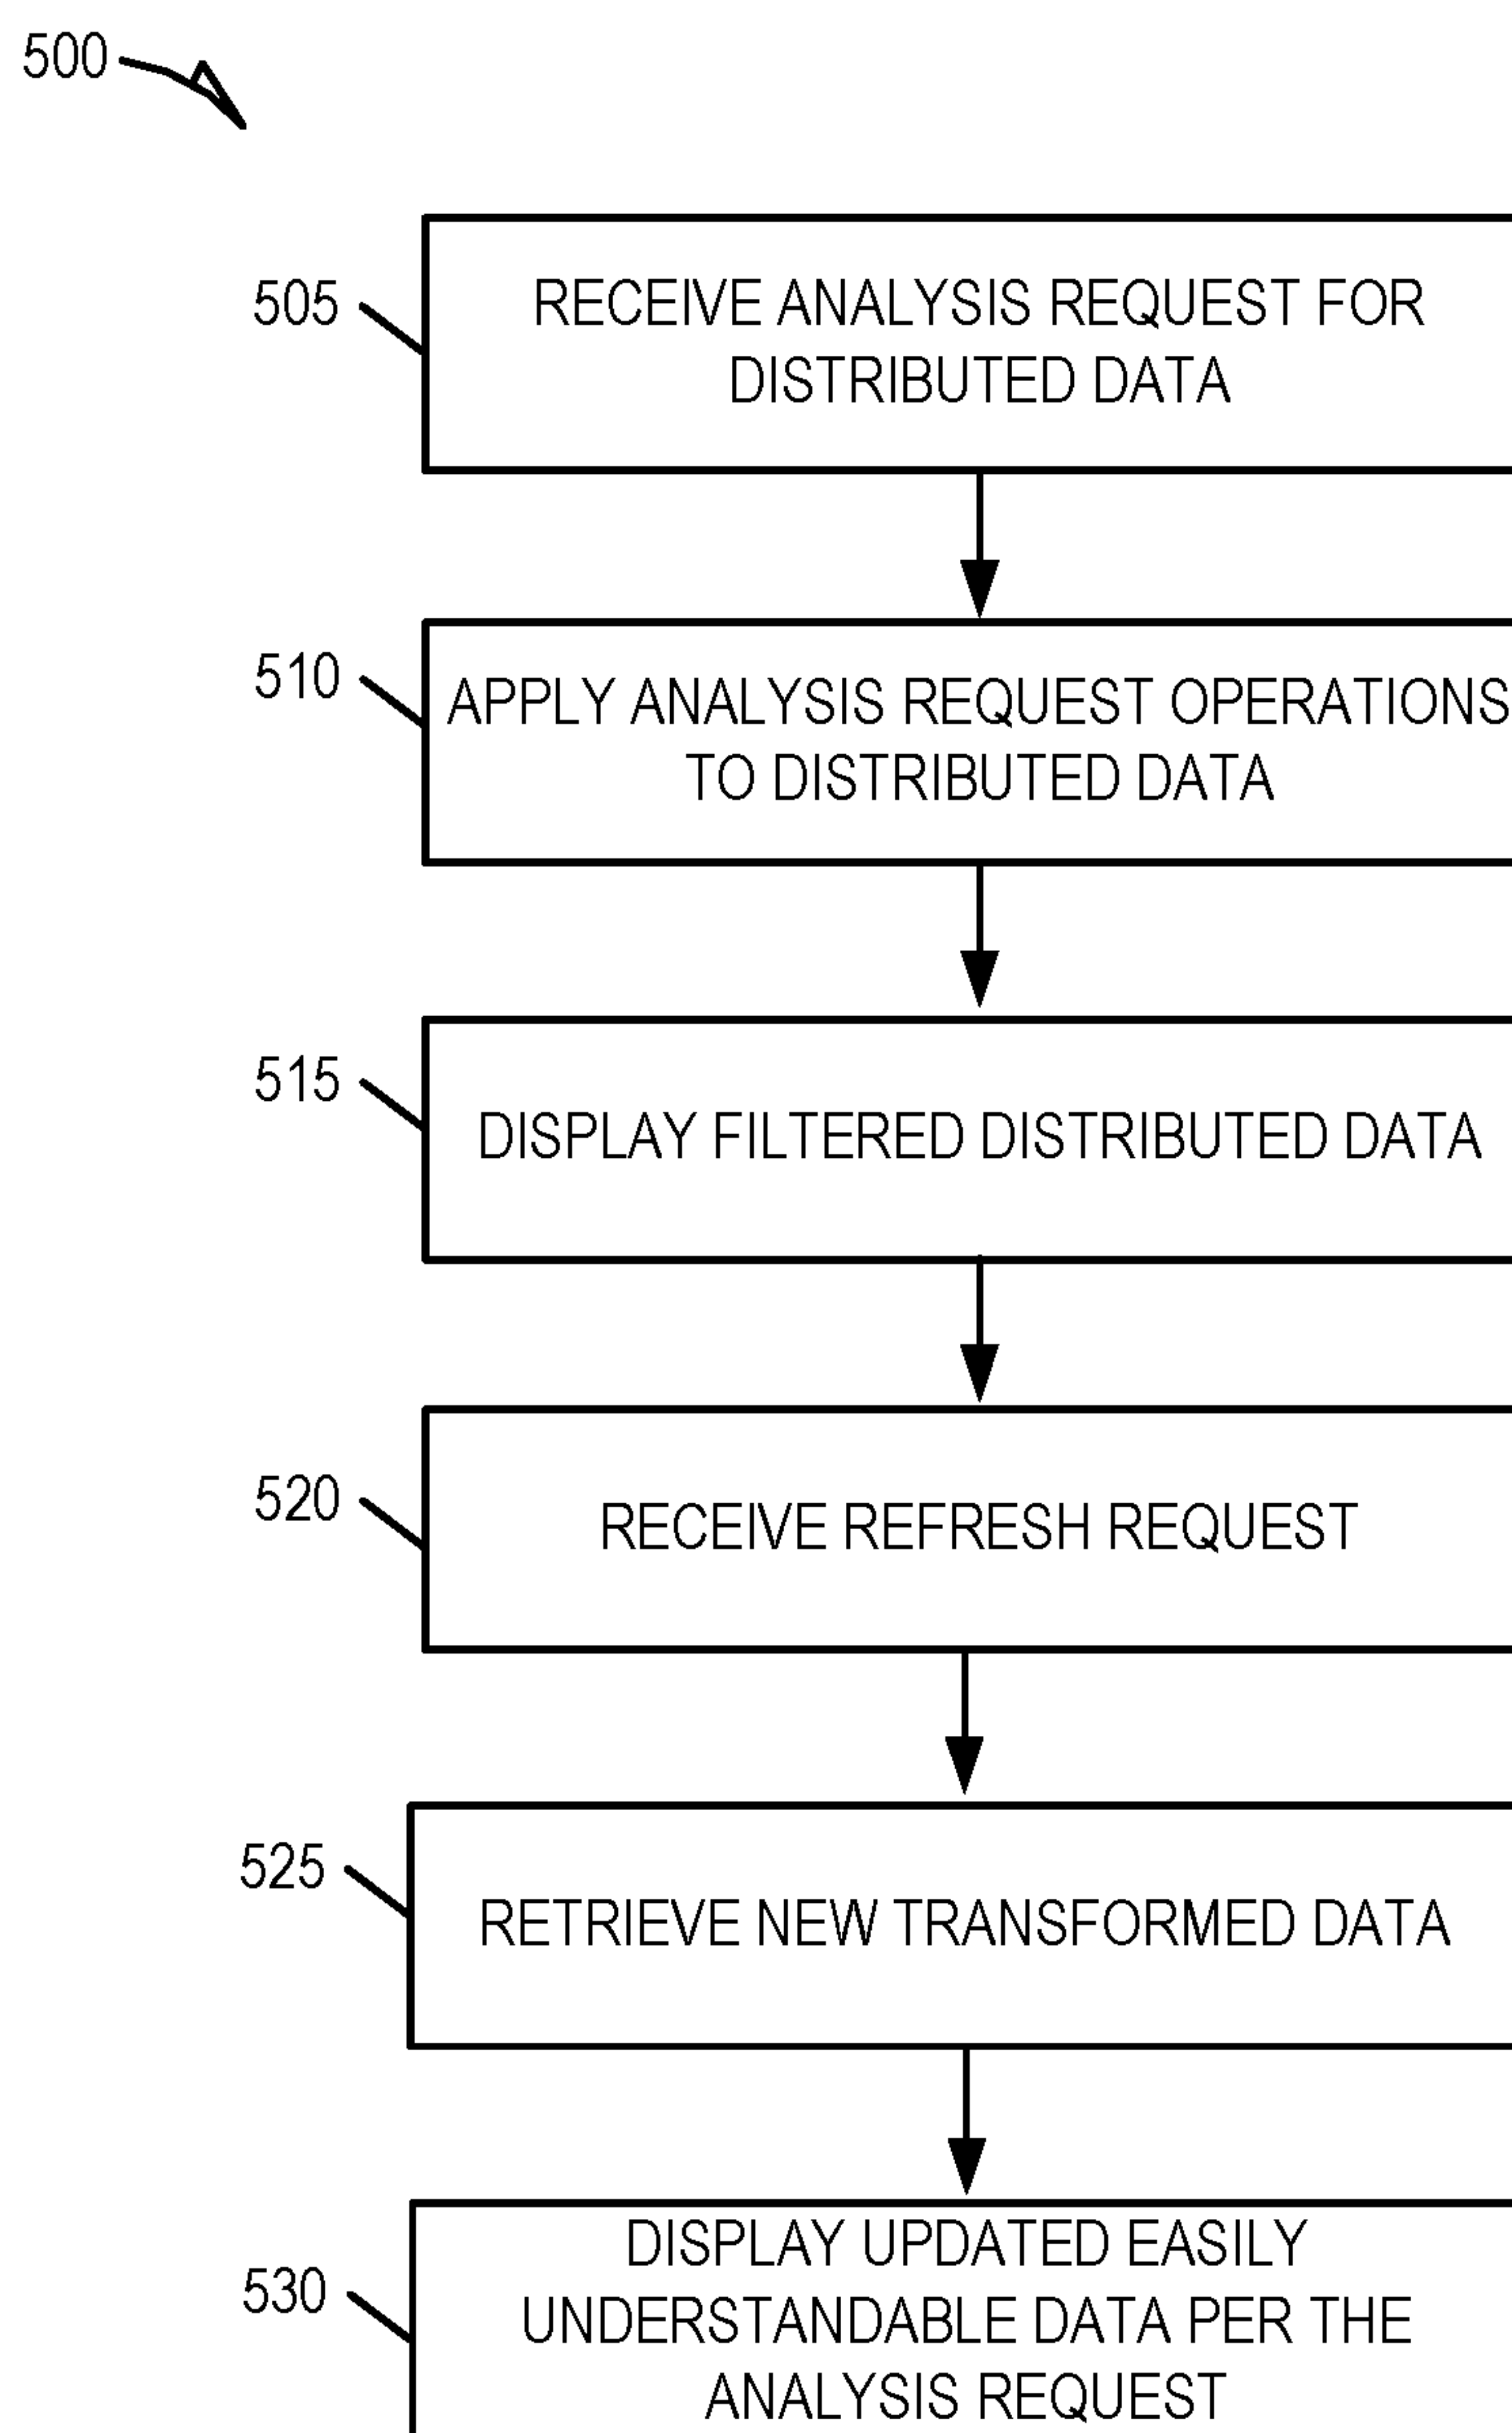 500
505
RECEIVE ANALYSIS REQUEST FOR
DISTRIBUTED DATA
510
APPLY ANALYSIS REQUEST OPERATIONS
TO DISTRIBUTED DATA
515
DISPLAY FILTERED DISTRIBUTED DATA
520
RECEIVE REFRESH REQUEST
525
RETRIEVE NEW TRANSFORMED DATA
530
DISPLAY UPDATED EASILY
UNDERSTANDABLE DATA PER THE
ANALYSIS REQUEST